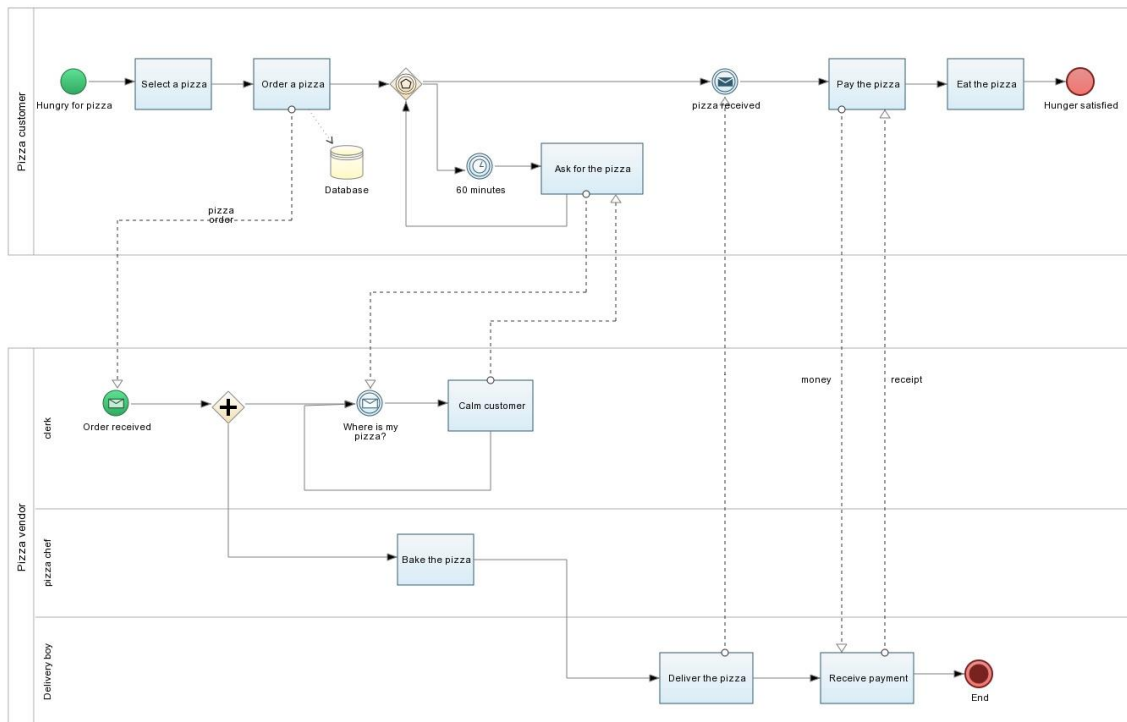 Pizza customer
Hungry for pizza
Select a pizza
Order a pizza
Database
pizza
order
60 minutes
Ask for the pizza
pizza received
Pay the pizza
Eat the pizza
Hunger satisfied
money
receipt
Pizza vendor
clerk
Order received
Where is my
pizza?
Calm customer
pizza chef
Bake the pizza
Delivery boy
Deliver the pizza
Receive payment
End